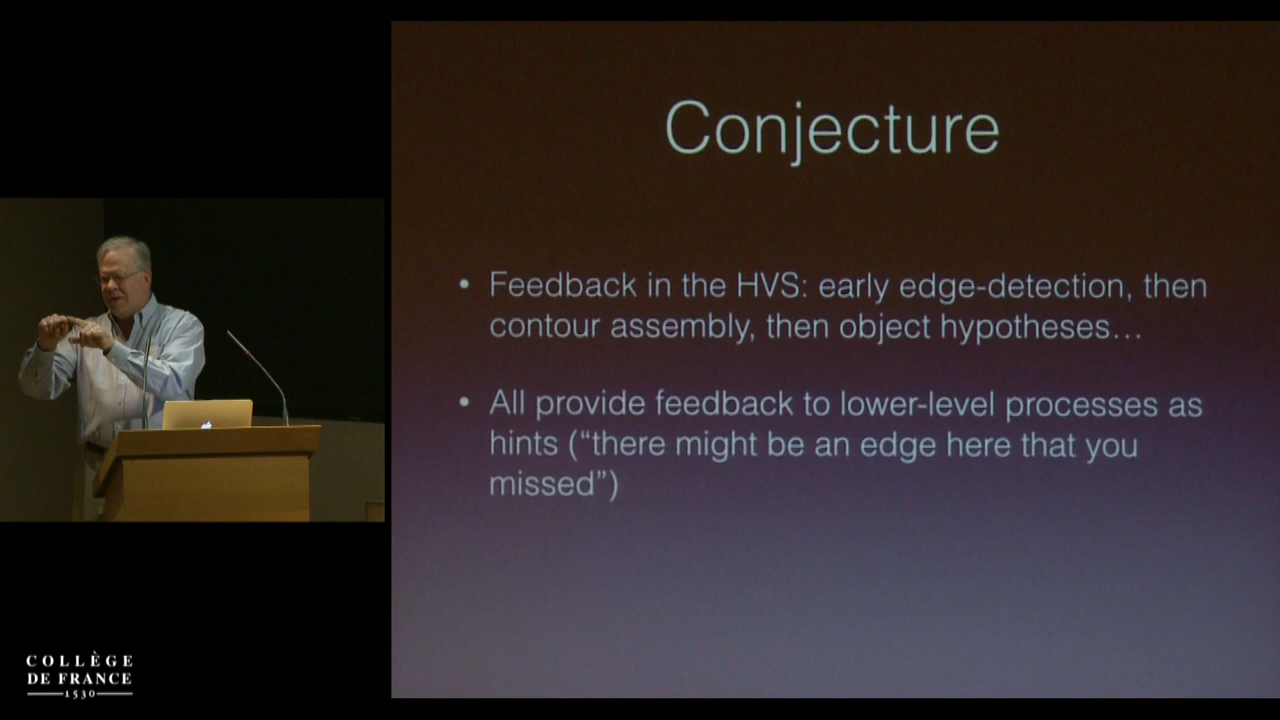 Conjecture
• Feedback in the HVS: early edge-detection, then
contour assembly, then object hypotheses…
• All provide feedback to lower-level processes as
hints (“there might be an edge here that you
missed”)
COLLÈGE
DE FRANCE
1530